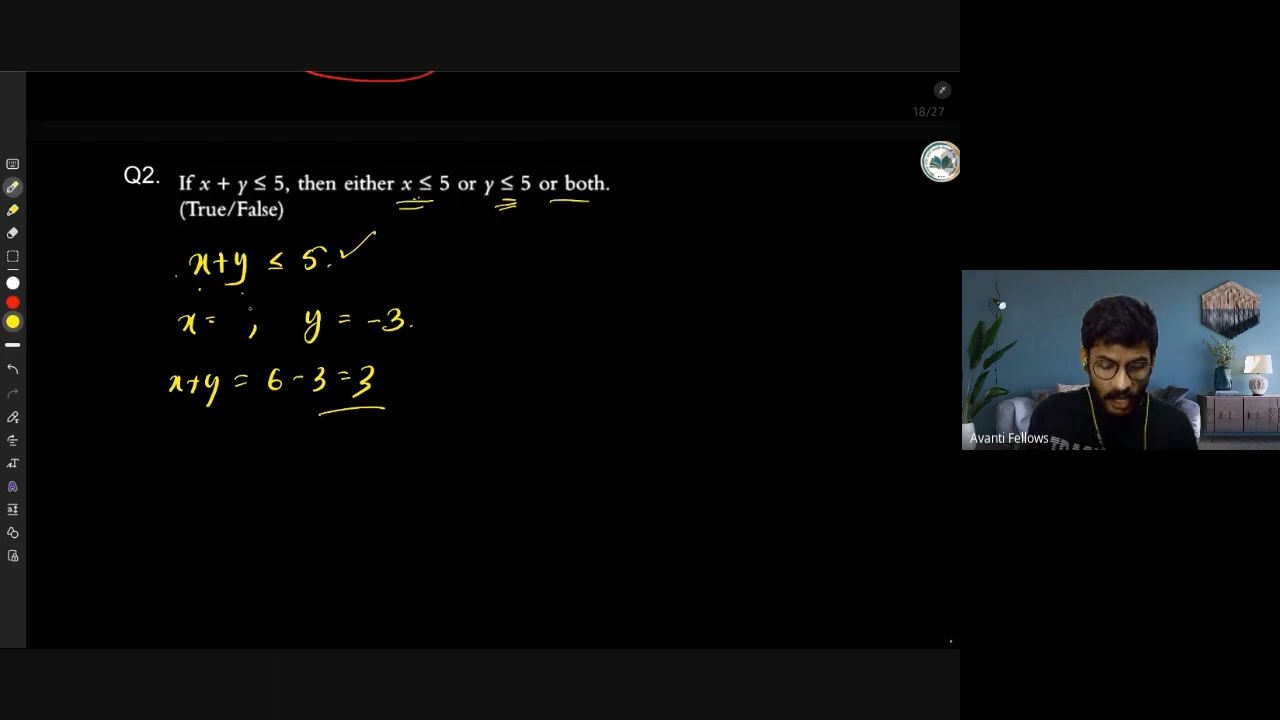 18/27
Q2. If x + y ≤ 5, then either x ≤ 5 or y ≤ 5 or both.
(True/False)
x+y ≤ 5.
x = , y = -3.
x+y = 6 - 3 = 3
Avanti Fellows